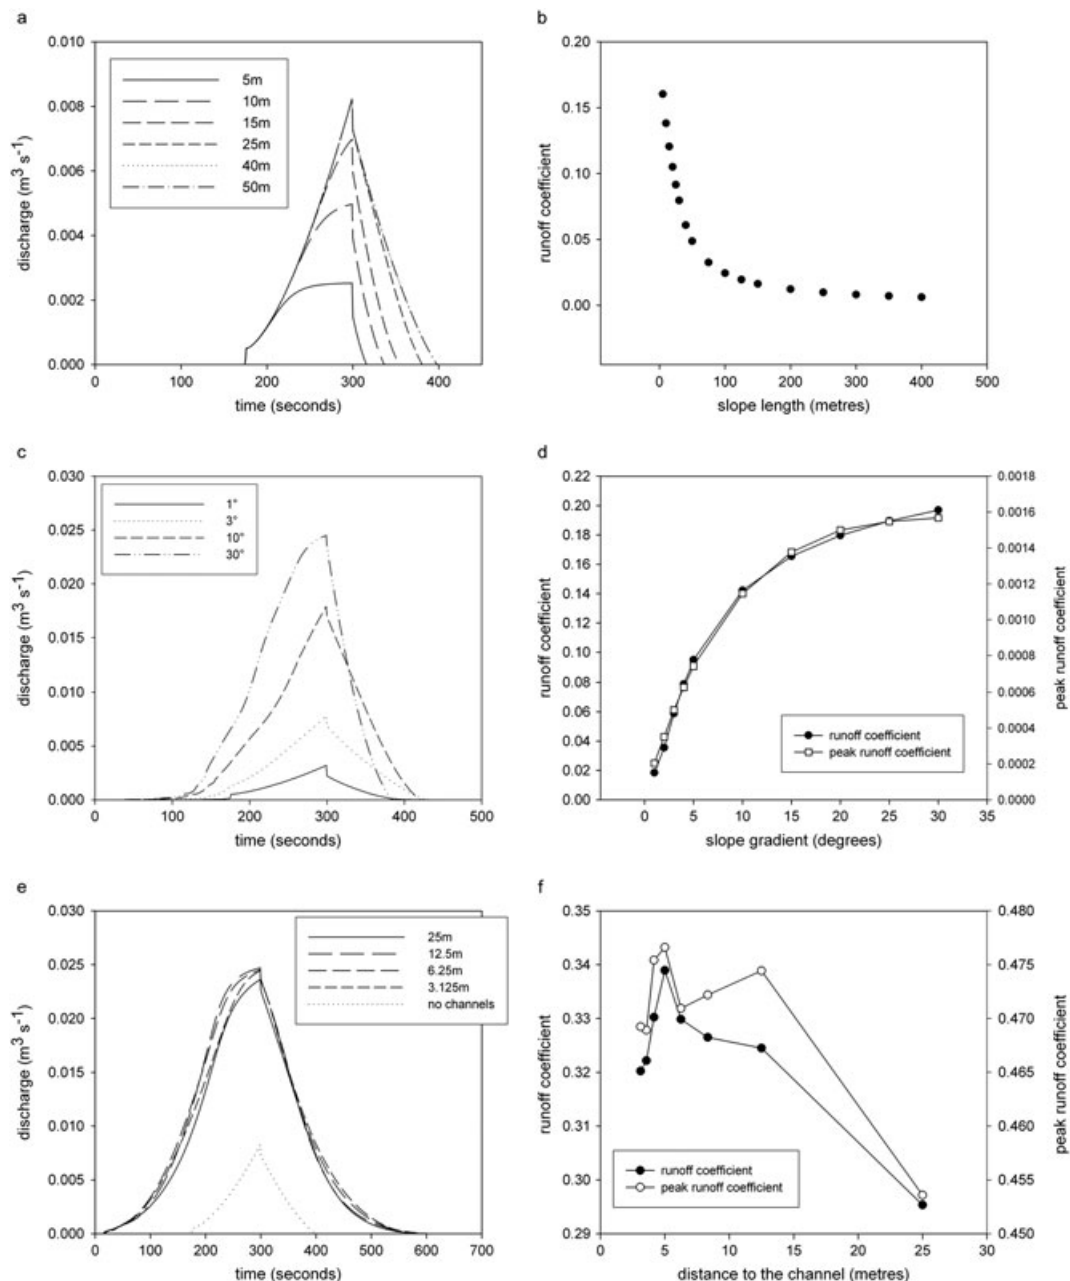 a
0.010
0.008
0.006
0.004
0.002
0.000
discharge (m³ s⁻¹)
5m
10m
15m
25m
40m
50m
0 100 200 300 400
time (seconds)
b
0.20
0.15
0.10
0.05
0.00
runoff coefficient
0 100 200 300 400 500
slope length (metres)
c
0.030
0.025
0.020
0.015
0.010
0.005
0.000
discharge (m³ s⁻¹)
1°
3°
10°
30°
0 100 200 300 400 500
time (seconds)
d
0.22
0.20
0.18
0.16
0.14
0.12
0.10
0.08
0.06
0.04
0.02
0.00
runoff coefficient
0.0018
0.0016
0.0014
0.0012
0.0010
0.0008
0.0006
0.0004
0.0002
0.0000
peak runoff coefficient
runoff coefficient
peak runoff coefficient
0 5 10 15 20 25 30 35
slope gradient (degrees)
e
0.030
0.025
0.020
0.015
0.010
0.005
0.000
discharge (m³ s⁻¹)
25m
12.5m
6.25m
3.125m
no channels
0 100 200 300 400 500 600 700
time (seconds)
f
0.35
0.34
0.33
0.32
0.31
0.30
0.29
runoff coefficient
0.480
0.475
0.470
0.465
0.460
0.455
0.450
peak runoff coefficient
runoff coefficient
peak runoff coefficient
0 5 10 15 20 25 30
distance to the channel (metres)